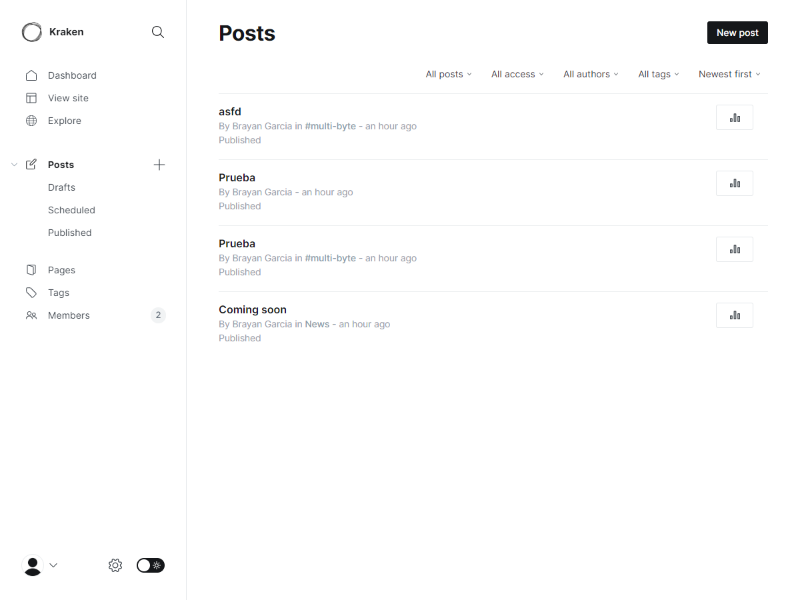 Kraken
Dashboard
View site
Explore
Posts
Drafts
Scheduled
Published
Pages
Tags
Members 2
Posts
New post
All posts All access All authors All tags Newest first
asfd
By Brayan Garcia in #multi-byte - an hour ago
Published
Prueba
By Brayan Garcia - an hour ago
Published
Prueba
By Brayan Garcia in #multi-byte - an hour ago
Published
Coming soon
By Brayan Garcia in News - an hour ago
Published